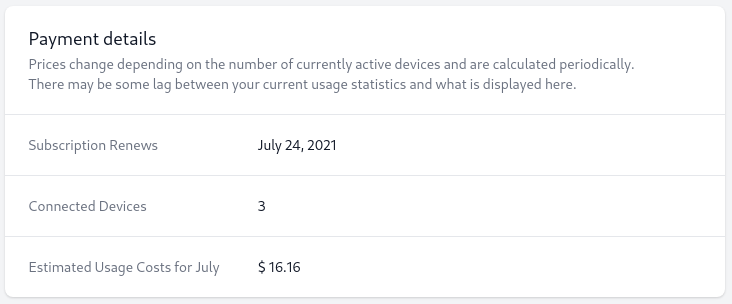 Payment details
Prices change depending on the number of currently active devices and are calculated periodically.
There may be some lag between your current usage statistics and what is displayed here.
Subscription Renews July 24, 2021
Connected Devices 3
Estimated Usage Costs for July $ 16.16